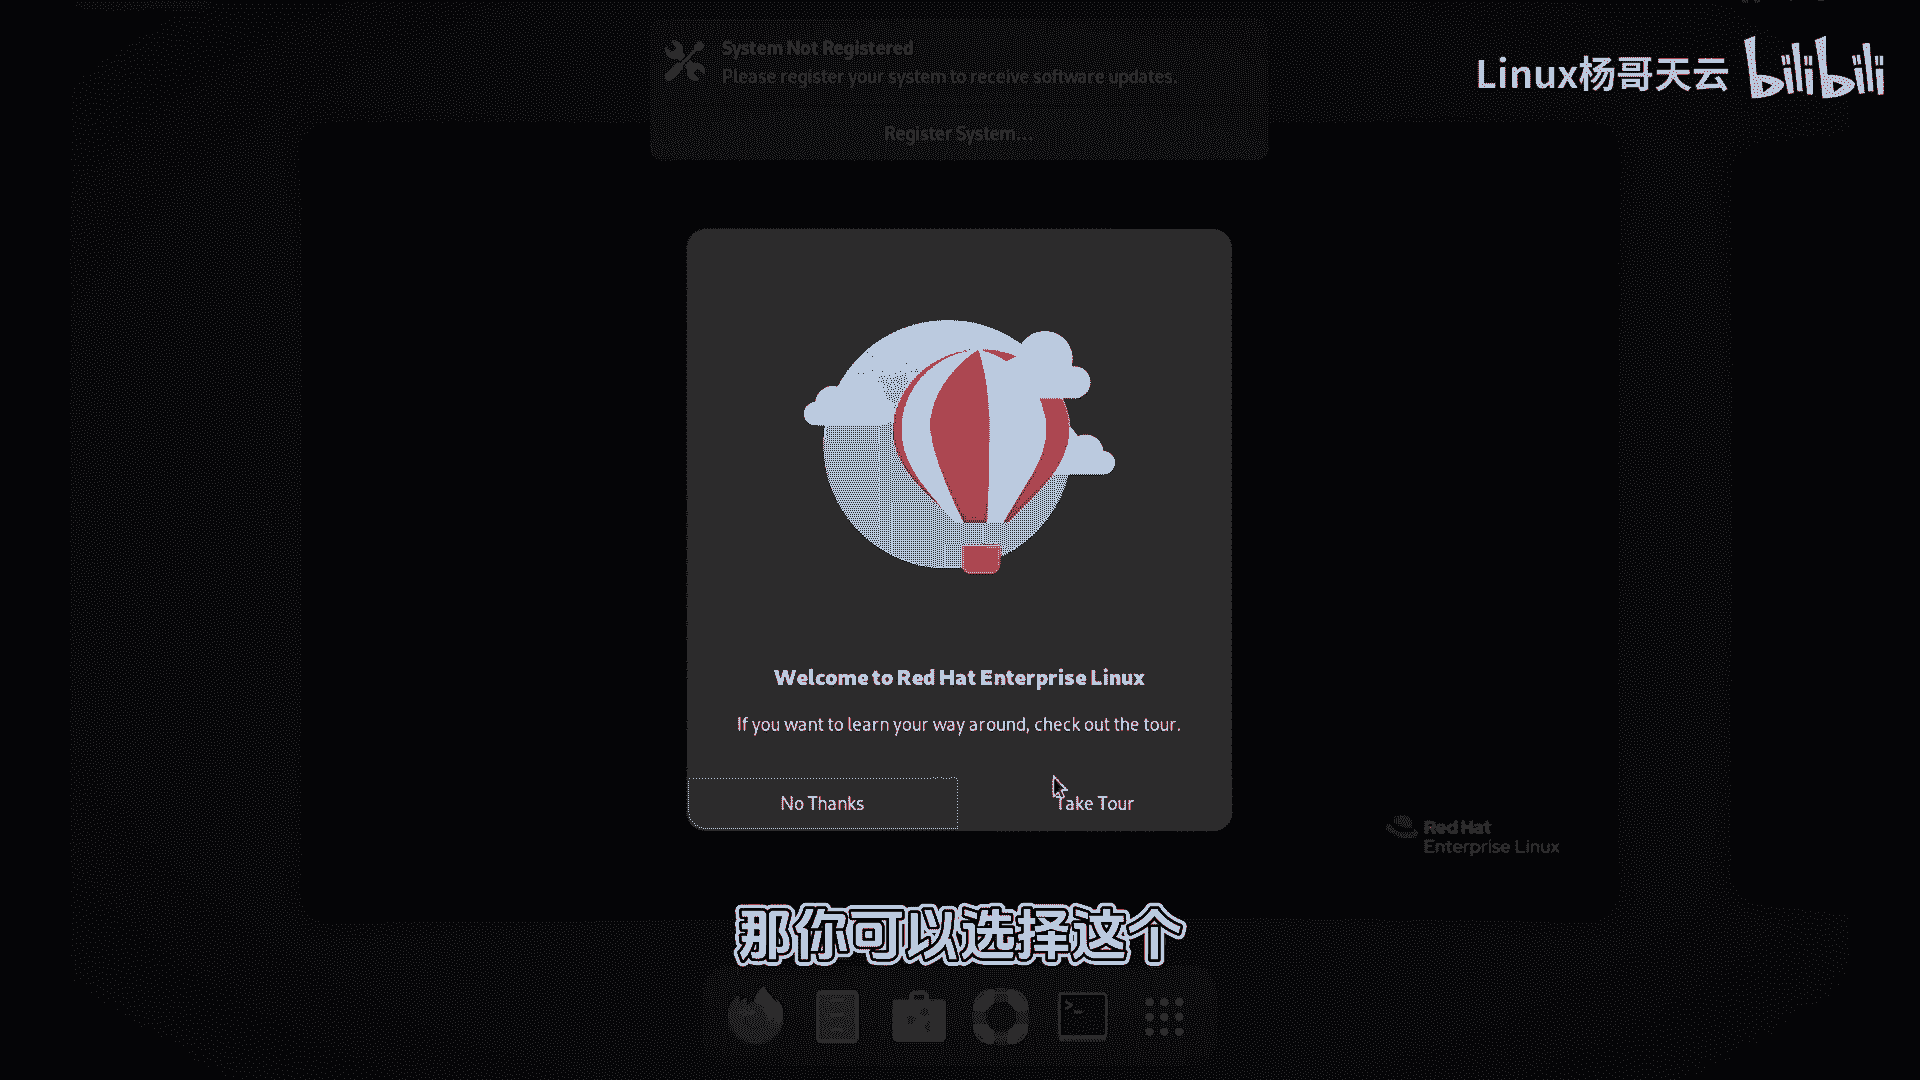 System Not Registered
Please register your system to receive software updates.
Register System...
Linux杨哥天云 bilibili
Welcome to Red Hat Enterprise Linux
If you want to learn your way around, check out the tour.
No Thanks
Take Tour
Red Hat
Enterprise Linux
那你可以选择这个